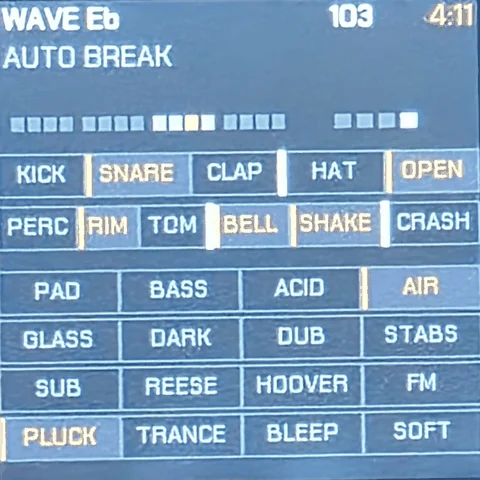 WAVE Eb 103 4:11
AUTO BREAK
KICK SNARE CLAP HAT OPEN
PERC RIM TOM BELL SHAKE CRASH
PAD BASS ACID AIR
GLASS DARK DUB STABS
SUB REESE HOOVER FM
PLUCK TRANCE BLEEP SOFT